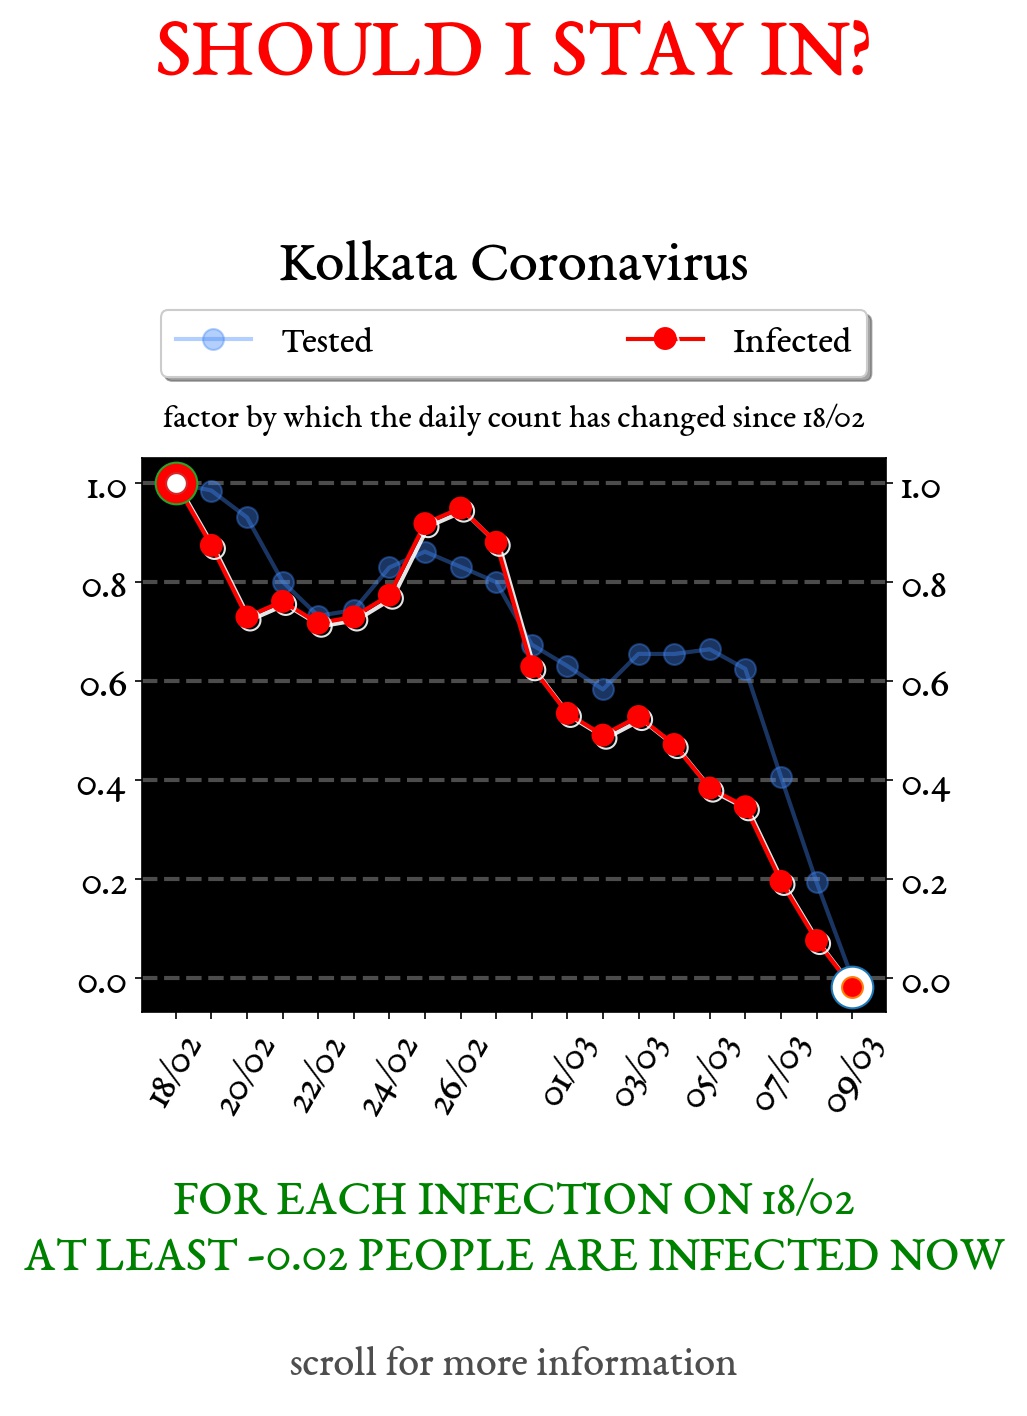 SHOULD I STAY IN?
Kolkata Coronavirus
Tested Infected
factor by which the daily count has changed since 18/02
1.0 1.0
0.8 0.8
0.6 0.6
0.4 0.4
0.2 0.2
0.0 0.0
18/02 20/02 22/02 24/02 26/02 01/03 03/03 05/03 07/03 09/03
FOR EACH INFECTION ON 18/02
AT LEAST -0.02 PEOPLE ARE INFECTED NOW
scroll for more information